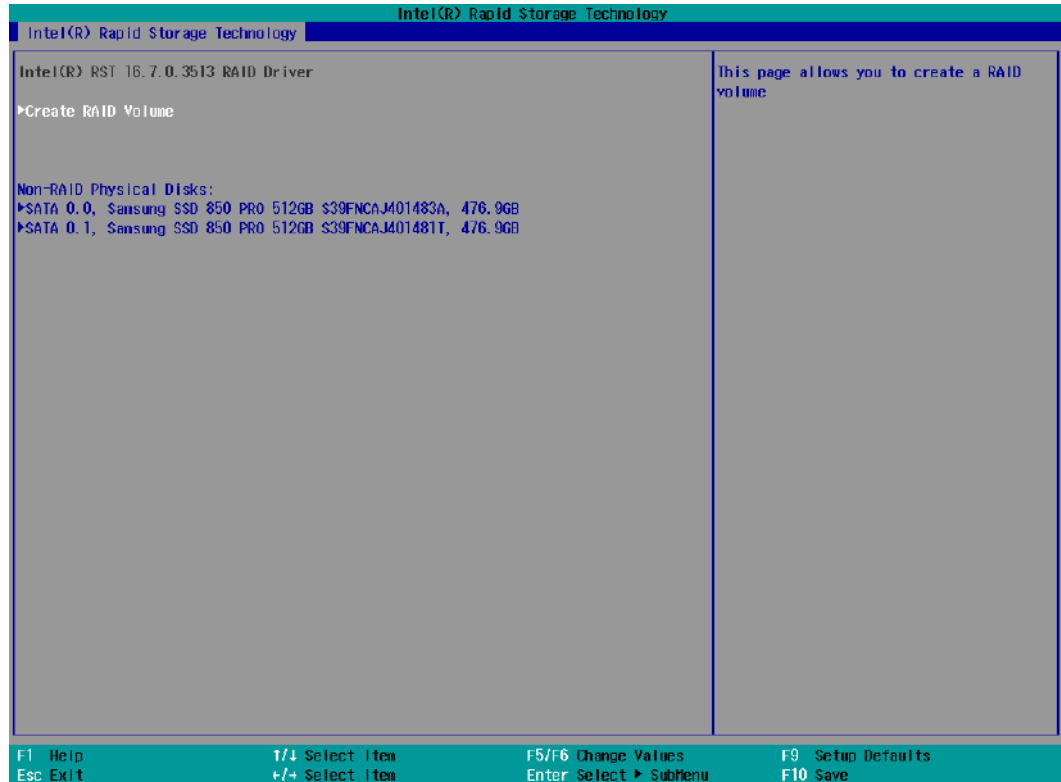 Intel(R) Rapid Storage Technology
Intel(R) Rapid Storage Technology
Intel(R) RST 16.7.0.3513 RAID Driver
▶Create RAID Volume
Non-RAID Physical Disks:
▶SATA 0.0, Samsung SSD 850 PRO 512GB S39FNCAJ401483A, 476.9GB
▶SATA 0.1, Samsung SSD 850 PRO 512GB S39FNCAJ401481T, 476.9GB
This page allows you to create a RAID
volume
F1 Help ↑/↓ Select Item F5/F6 Change Values F9 Setup Defaults
Esc Exit ←/→ Select Item Enter Select ▶ SubMenu F10 Save